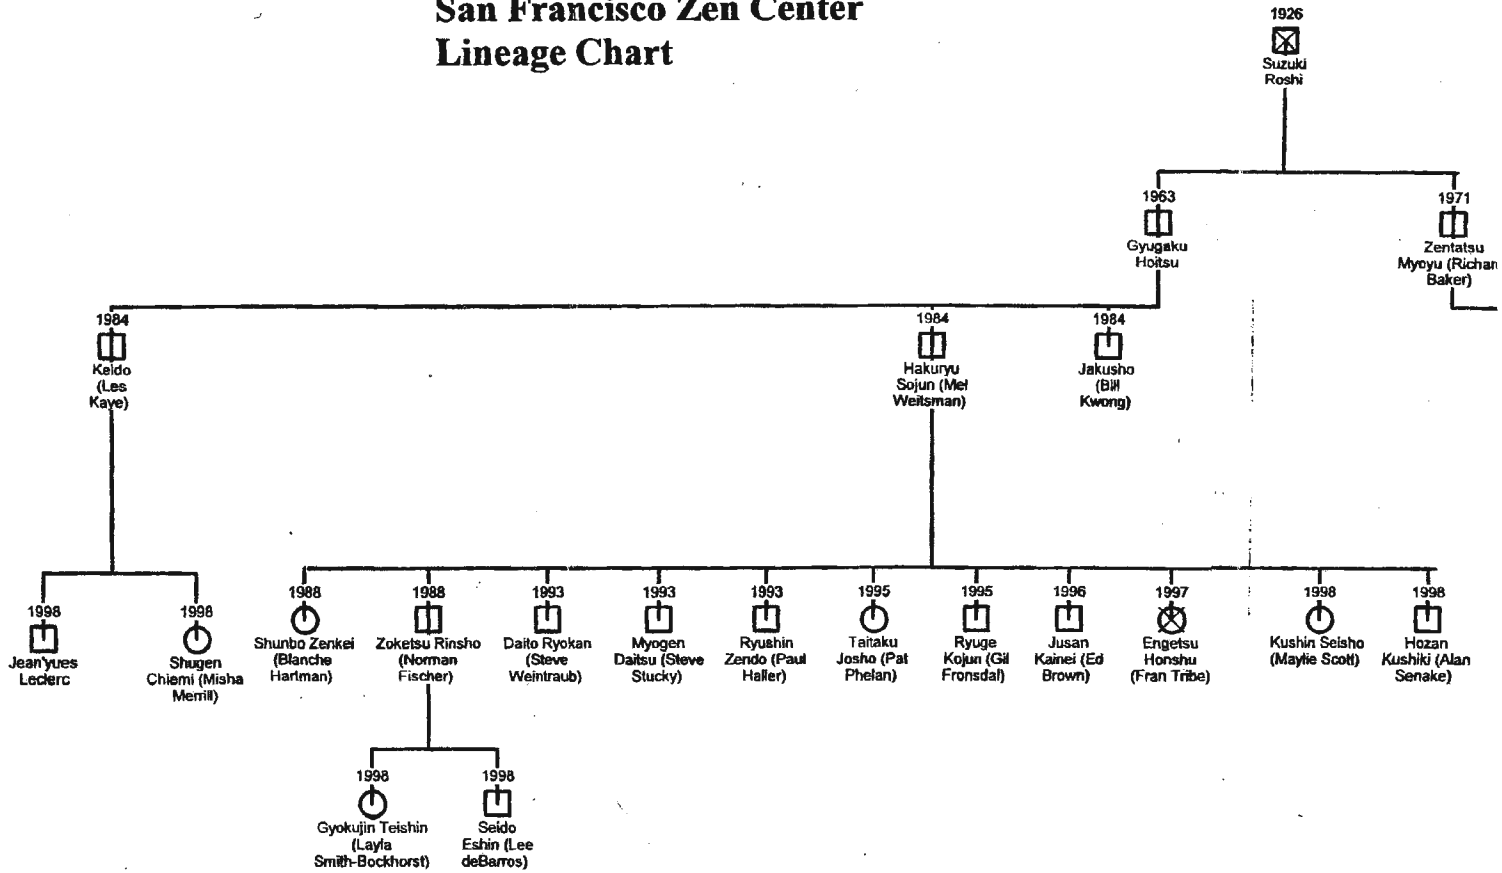 San Francisco Zen Center
Lineage Chart
1926
Suzuki
Roshi
1963
Gyugaku
Hoitsu
1971
Zentatsu
Myoyu (Richar
Baker)
1984
Keido
(Les
Kaye)
1984
Hakuryu
Sojun (Mel
Weitsman)
1984
Jakusho
(Bill
Kwong)
1998
Jean'yues
Leclerc
1998
Shugen
Chiemi (Misha
Merrill)
1988
Shunbo Zenkei
(Blanche
Hartman)
1988
Zoketsu Rinsho
(Norman
Fischer)
1993
Daito Ryokan
(Steve
Weintraub)
1993
Myogen
Daitsu (Steve
Stucky)
1993
Ryushin
Zendo (Paul
Haller)
1995
Taitaku
Josho (Pat
Phelan)
1995
Ryuge
Kojun (Gil
Fronsdal)
1996
Jusan
Kainei (Ed
Brown)
1997
Engetsu
Honshu
(Fran Tribe)
1998
Kushin Seisho
(Maylie Scott)
1998
Hozan
Kushiki (Alan
Senake)
1998
Gyokujin Teishin
(Layla
Smith-Bockhorst)
1998
Seido
Eshin (Lee
deBarros)